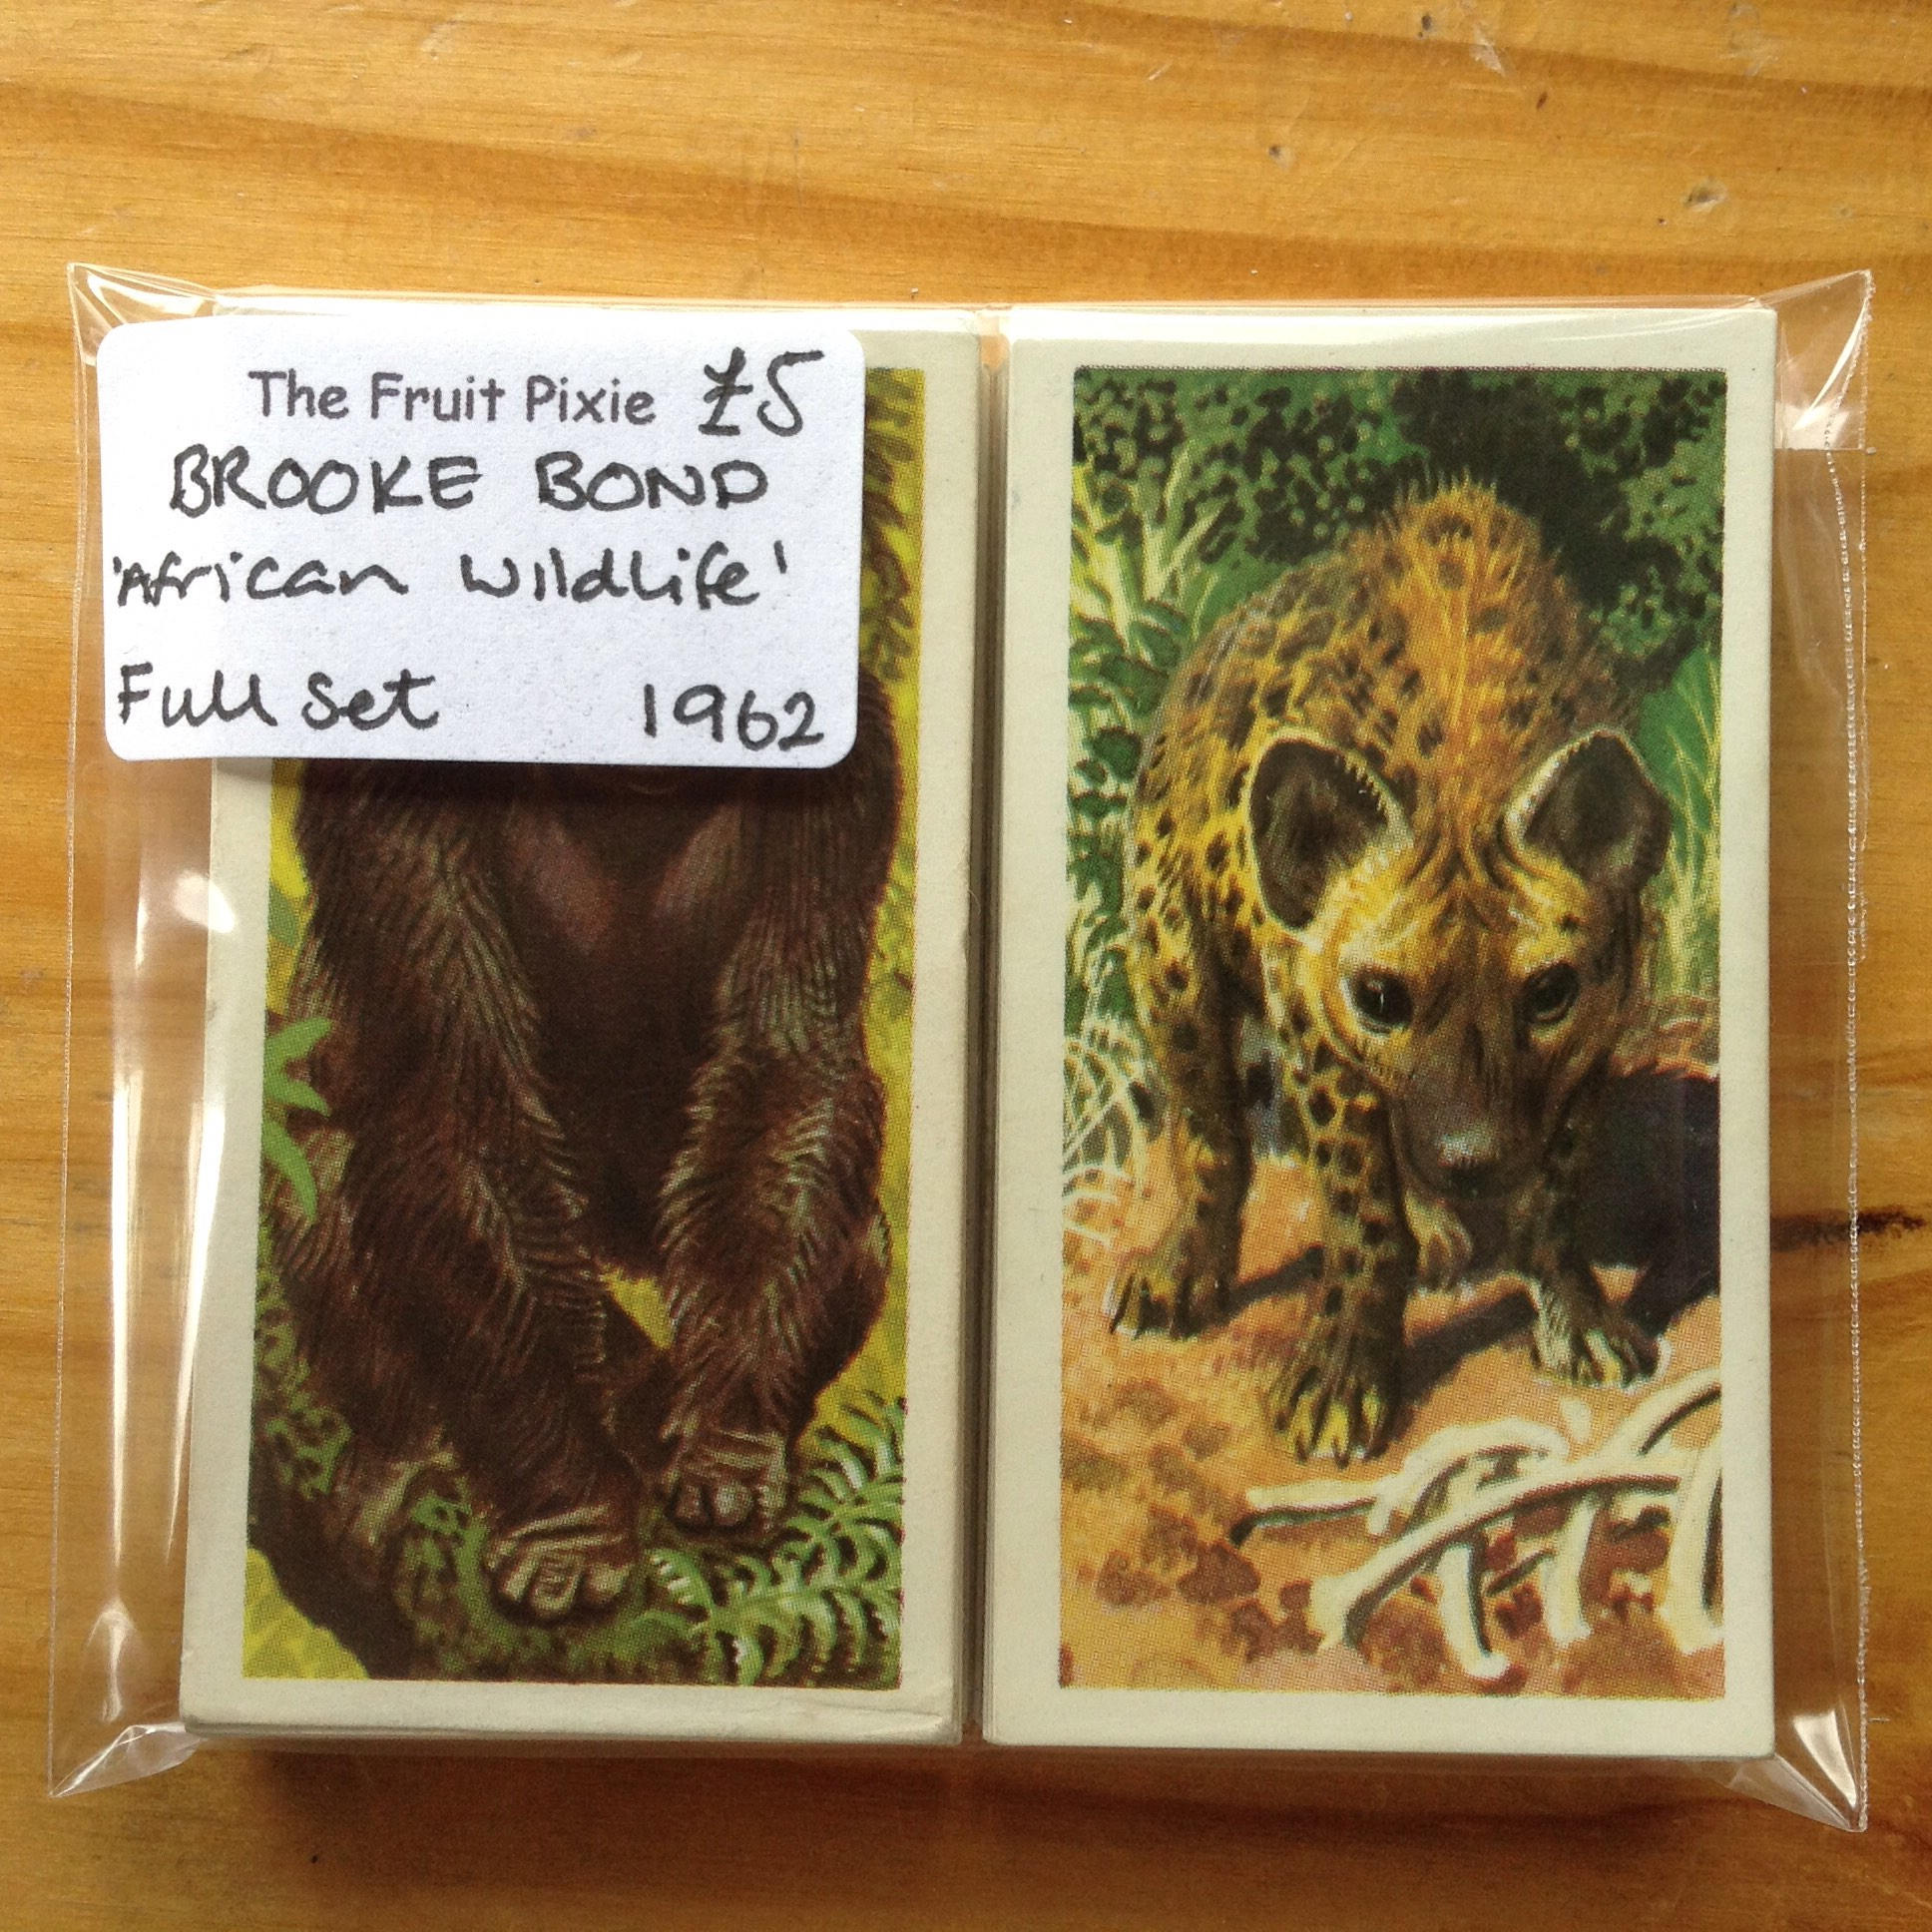 The Fruit Pixie £5
BROOKE BOND
'African Wildlife'
Full Set 1962